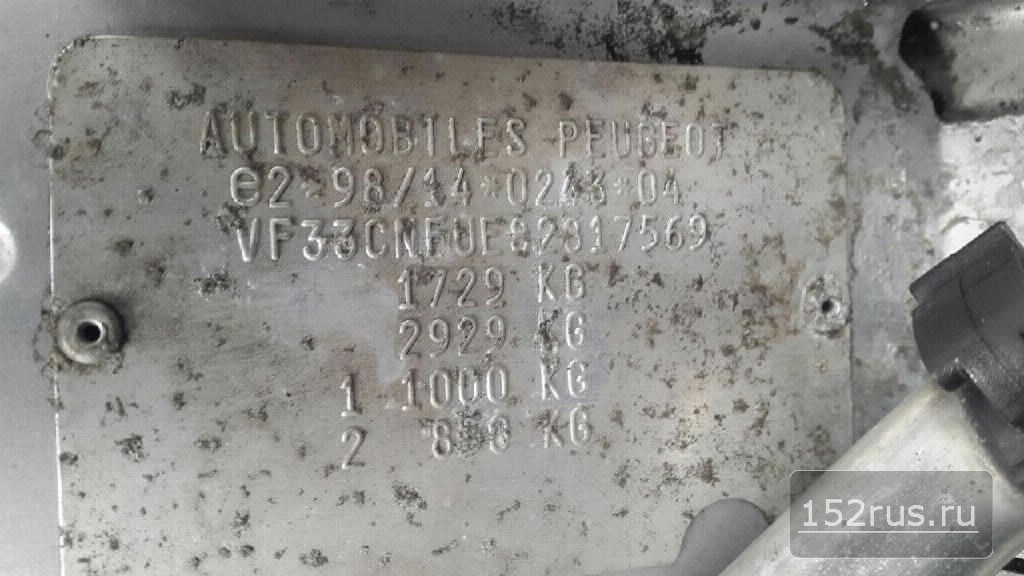 AUTOMOBILES PEUGEOT
e2*98/14*0243*04
VF33CNFUE82817569
1729 KG
2929 KG
1 1000 KG
2 KG
152rus.ru